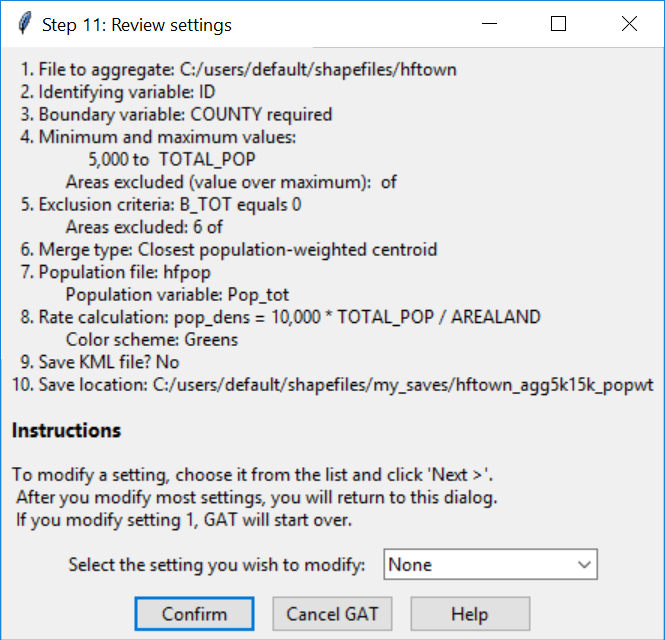 Step 11: Review settings
1. File to aggregate: C:/users/default/shapefiles/hftown
2. Identifying variable: ID
3. Boundary variable: COUNTY required
4. Minimum and maximum values:
5,000 to  TOTAL_POP
Areas excluded (value over maximum):  of
5. Exclusion criteria: B_TOT equals 0
Areas excluded: 6 of
6. Merge type: Closest population-weighted centroid
7. Population file: hfpop
Population variable: Pop_tot
8. Rate calculation: pop_dens = 10,000 * TOTAL_POP / AREALAND
Color scheme: Greens
9. Save KML file? No
10. Save location: C:/users/default/shapefiles/my_saves/hftown_agg5k15k_popwt
Instructions
To modify a setting, choose it from the list and click 'Next >'.
After you modify most settings, you will return to this dialog.
If you modify setting 1, GAT will start over.
Select the setting you wish to modify: None
Confirm Cancel GAT Help